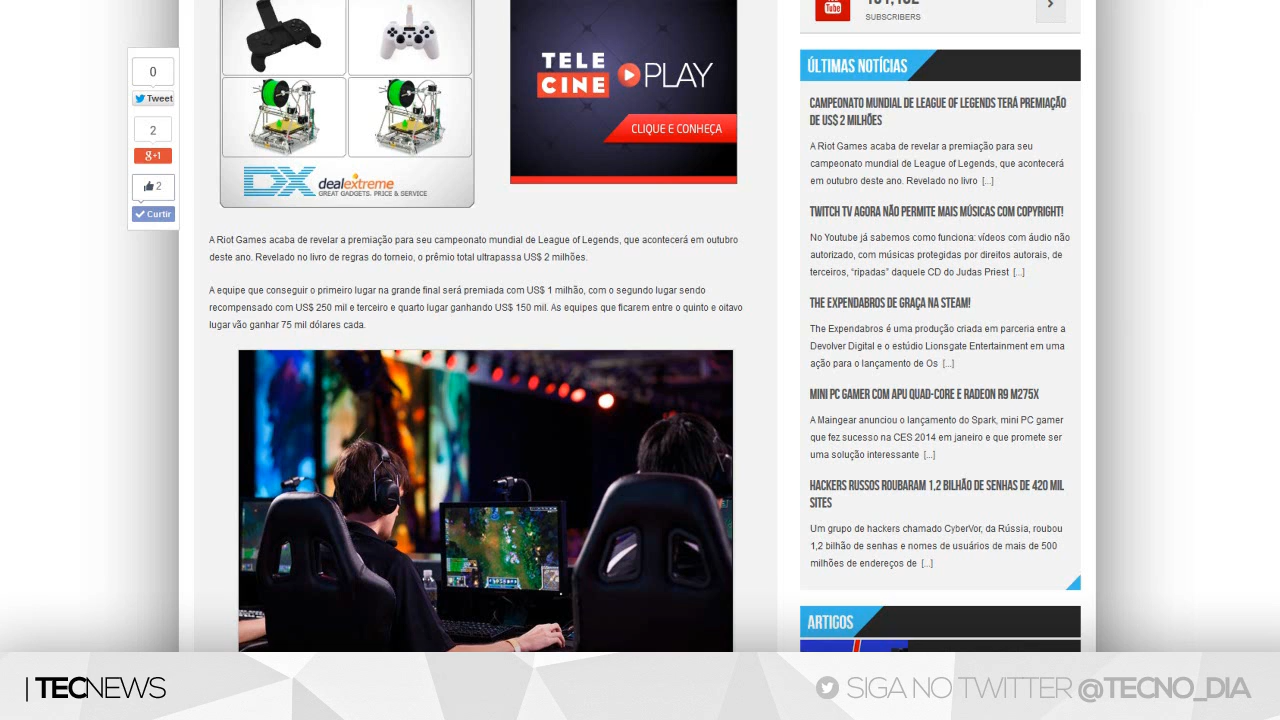 SUBSCRIBERS
0
Tweet
2
g+1
2
Curtir
DX dealextreme
GREAT GADGETS. PRICE & SERVICE
TELE
CINE PLAY
CLIQUE E CONHEÇA
A Riot Games acaba de revelar a premiação para seu campeonato mundial de League of Legends, que acontecerá em outubro
deste ano. Revelado no livro de regras do torneio, o prêmio total ultrapassa US$ 2 milhões.
A equipe que conseguir o primeiro lugar na grande final será premiada com US$ 1 milhão, com o segundo lugar sendo
recompensado com US$ 250 mil e terceiro e quarto lugar ganhando US$ 150 mil. As equipes que ficarem entre o quinto e oitavo
lugar vão ganhar 75 mil dólares cada.
You
Tube
ÚLTIMAS NOTÍCIAS
CAMPEONATO MUNDIAL DE LEAGUE OF LEGENDS TERÁ PREMIAÇÃO
DE US$ 2 MILHÕES
A Riot Games acaba de revelar a premiação para seu
campeonato mundial de League of Legends, que acontecerá
em outubro deste ano. Revelado no livro [...]
TWITCH TV AGORA NÃO PERMITE MAIS MÚSICAS COM COPYRIGHT!
No Youtube já sabemos como funciona: vídeos com áudio não
autorizado, com músicas protegidas por direitos autorais, de
terceiros, “ripadas” daquele CD do Judas Priest [...]
THE EXPENDABROS DE GRAÇA NA STEAM!
The Expendabros é uma produção criada em parceria entre a
Devolver Digital e o estúdio Lionsgate Entertainment em uma
ação para o lançamento de Os [...]
MINI PC GAMER COM APU QUAD-CORE E RADEON R9 M275X
A Maingear anunciou o lançamento do Spark, mini PC gamer
que fez sucesso na CES 2014 em janeiro e que promete ser
uma solução interessante [...]
HACKERS RUSSOS ROUBARAM 1,2 BILHÃO DE SENHAS DE 420 MIL
SITES
Um grupo de hackers chamado CyberVor, da Rússia, roubou
1,2 bilhão de senhas e nomes de usuários de mais de 500
milhões de endereços de [...]
ARTIGOS
| TECNEWS
SIGA NO TWITTER @TECNO_DIA